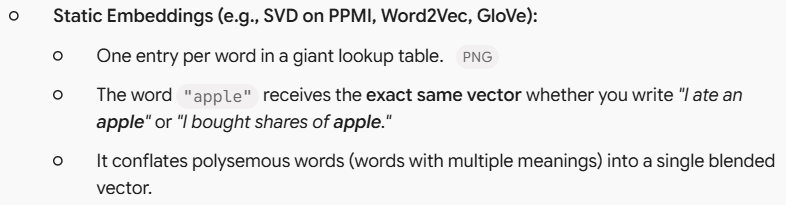 Static Embeddings (e.g., SVD on PPMI, Word2Vec, GloVe):
One entry per word in a giant lookup table. PNG
The word "apple" receives the exact same vector whether you write "I ate an
apple" or "I bought shares of apple."
It conflates polysemous words (words with multiple meanings) into a single blended
vector.